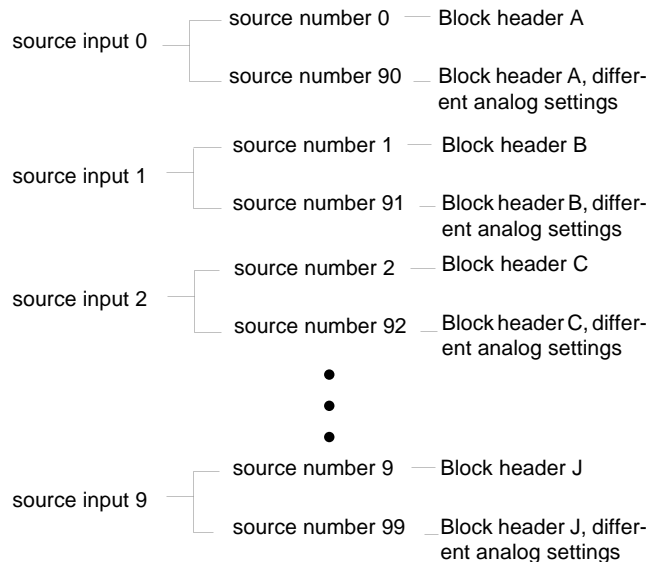 source input 0
source number 0
Block header A
source number 90
Block header A, differ-
ent analog settings
source input 1
source number 1
Block header B
source number 91
Block header B, differ-
ent analog settings
source input 2
source number 2
Block header C
source number 92
Block header C, differ-
ent analog settings
source input 9
source number 9
Block header J
source number 99
Block header J, differ-
ent analog settings